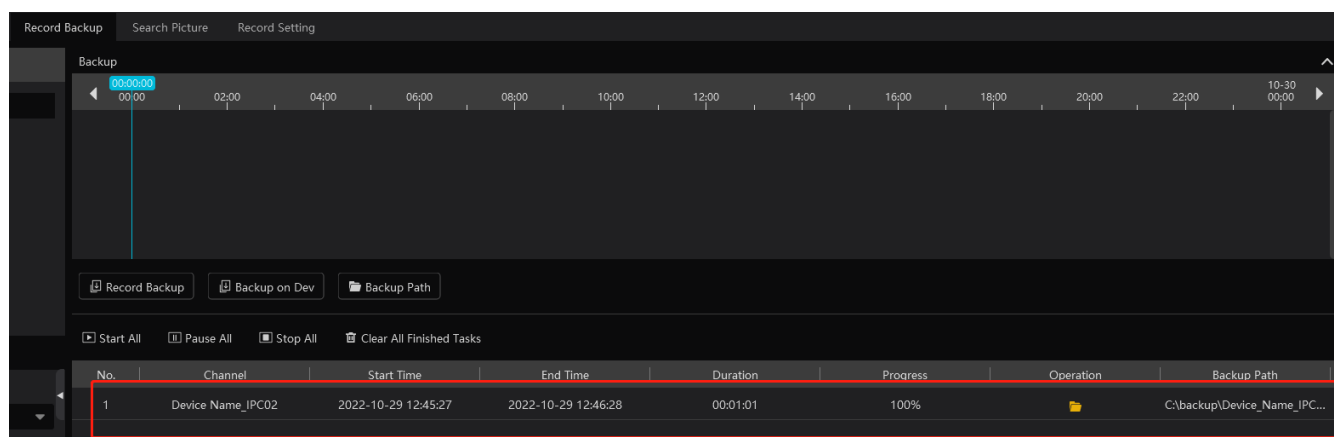 Record Backup Search Picture Record Setting
Backup
00:00:00
10-30
00:00 02:00 04:00 06:00 08:00 10:00 12:00 14:00 16:00 18:00 20:00 22:00 00:00
Record Backup Backup on Dev Backup Path
Start All Pause All Stop All Clear All Finished Tasks
No. Channel Start Time End Time Duration Progress Operation Backup Path
1 Device Name_IPC02 2022-10-29 12:45:27 2022-10-29 12:46:28 00:01:01 100% C:\backup\Device_Name_IPC...